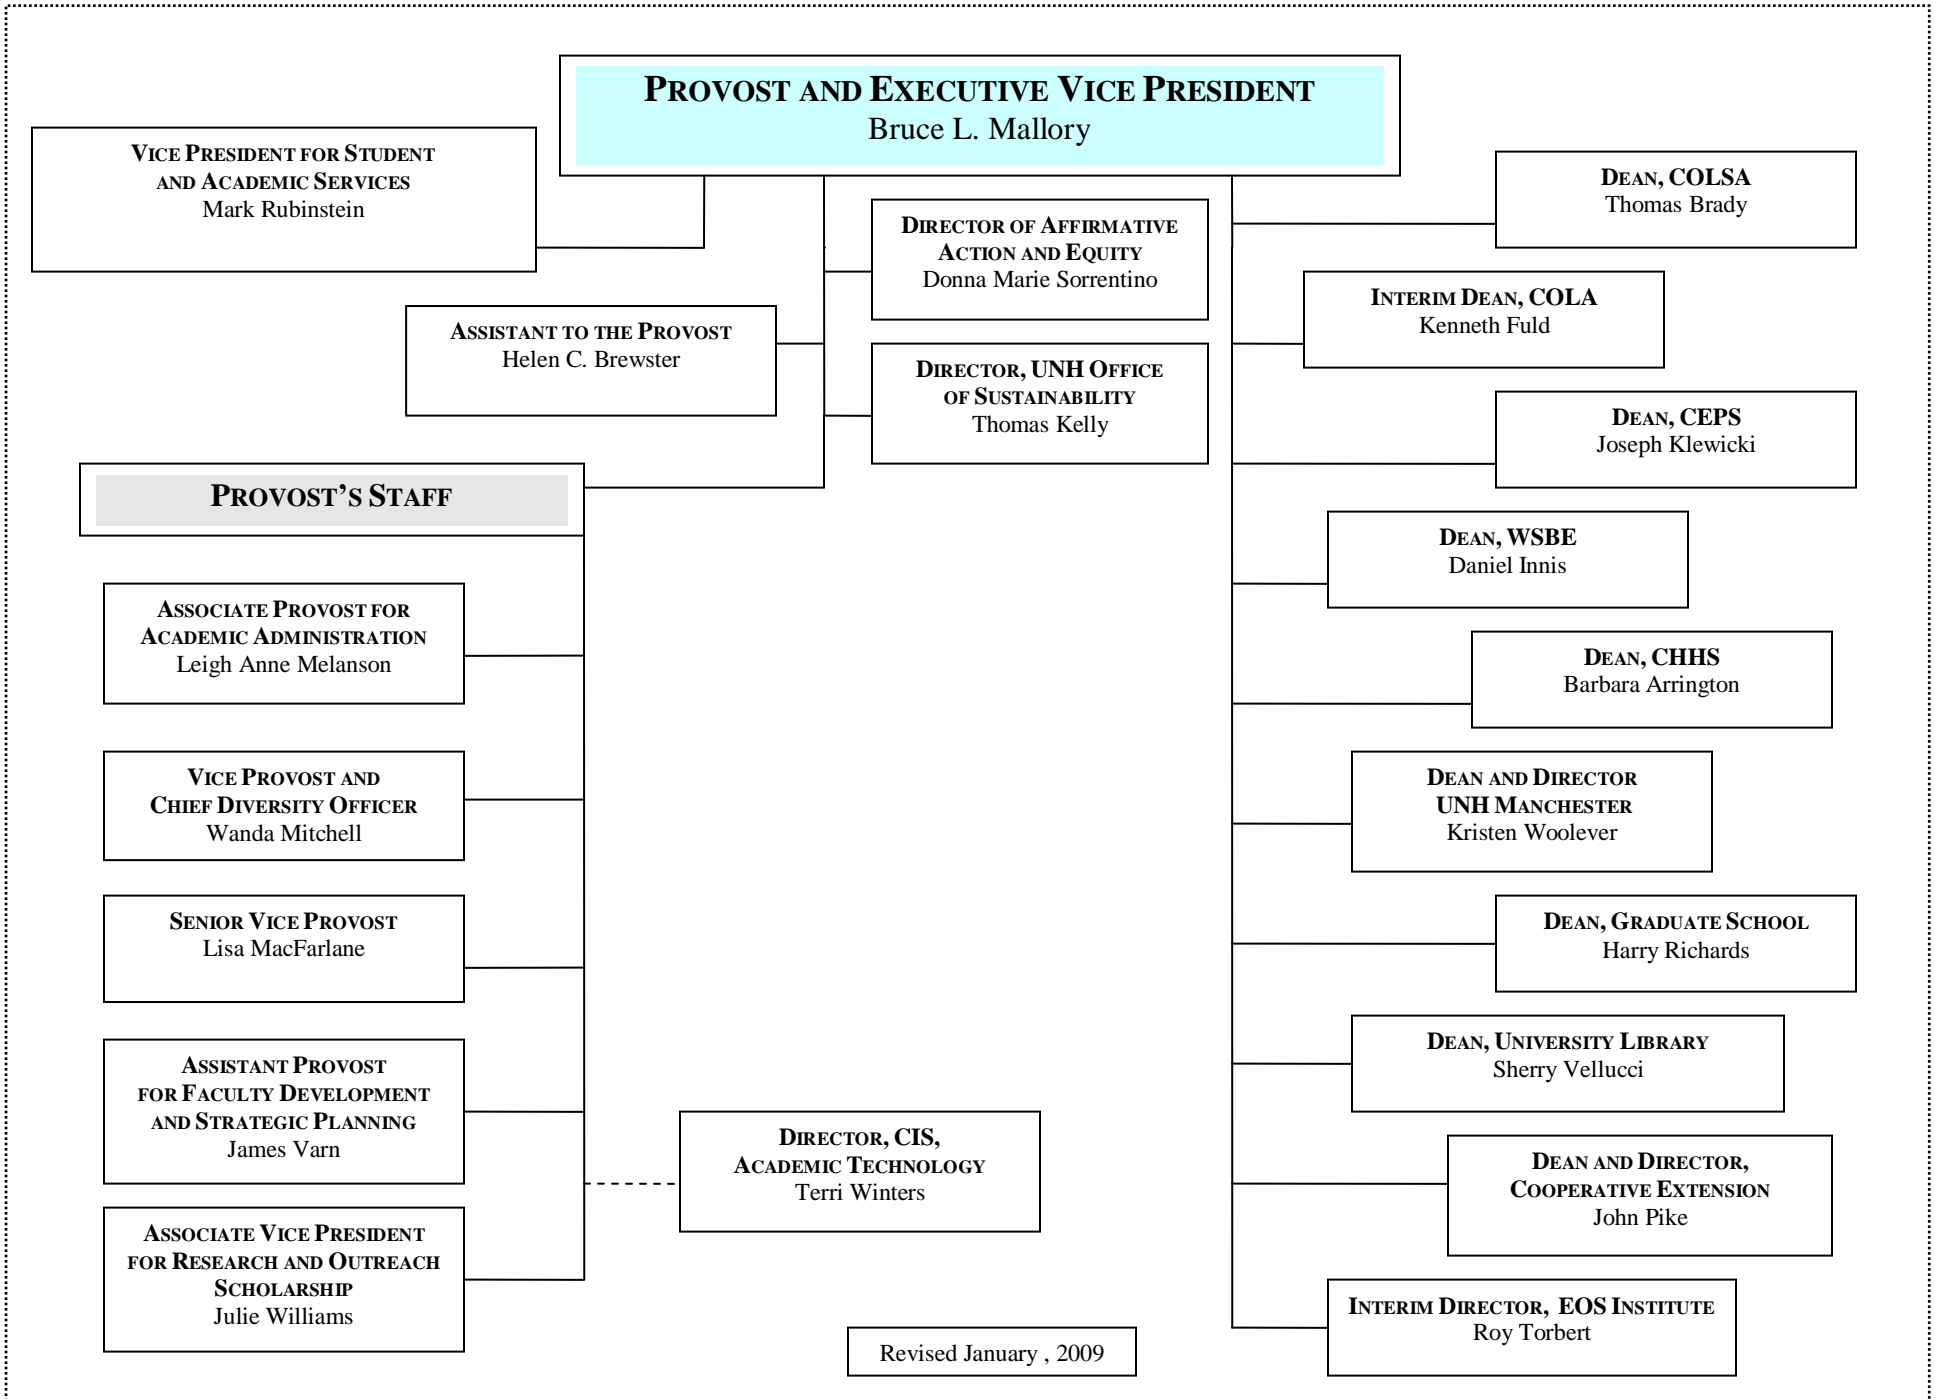 PROVOST AND EXECUTIVE VICE PRESIDENT
Bruce L. Mallory
VICE PRESIDENT FOR STUDENT
AND ACADEMIC SERVICES
Mark Rubinstein
DIRECTOR OF AFFIRMATIVE
ACTION AND EQUITY
Donna Marie Sorrentino
ASSISTANT TO THE PROVOST
Helen C. Brewster
DIRECTOR, UNH OFFICE
OF SUSTAINABILITY
Thomas Kelly
PROVOST’S STAFF
ASSOCIATE PROVOST FOR
ACADEMIC ADMINISTRATION
Leigh Anne Melanson
VICE PROVOST AND
CHIEF DIVERSITY OFFICER
Wanda Mitchell
SENIOR VICE PROVOST
Lisa MacFarlane
ASSISTANT PROVOST
FOR FACULTY DEVELOPMENT
AND STRATEGIC PLANNING
James Varn
ASSOCIATE VICE PRESIDENT
FOR RESEARCH AND OUTREACH
SCHOLARSHIP
Julie Williams
DIRECTOR, CIS,
ACADEMIC TECHNOLOGY
Terri Winters
DEAN, COLSA
Thomas Brady
INTERIM DEAN, COLA
Kenneth Fuld
DEAN, CEPS
Joseph Klewicki
DEAN, WSBE
Daniel Innis
DEAN, CHHS
Barbara Arrington
DEAN AND DIRECTOR
UNH MANCHESTER
Kristen Woolever
DEAN, GRADUATE SCHOOL
Harry Richards
DEAN, UNIVERSITY LIBRARY
Sherry Vellucci
DEAN AND DIRECTOR,
COOPERATIVE EXTENSION
John Pike
INTERIM DIRECTOR, EOS INSTITUTE
Roy Torbert
Revised January , 2009